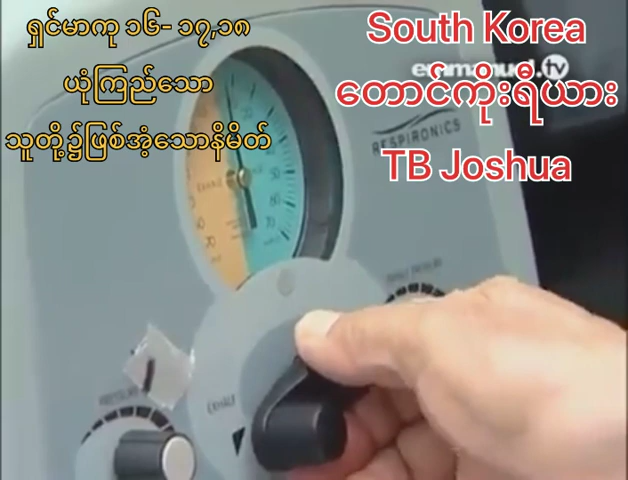 ရှင်မာကု ၁၆- ၁၇,၁၈
ယုံကြည်သော
သူတို့၌ဖြစ်အံ့သောနိမိတ်
South Korea
emmanuel.tv
တောင်ကိုးရီယား
RESPIRONICS
TB Joshua
EXHALE